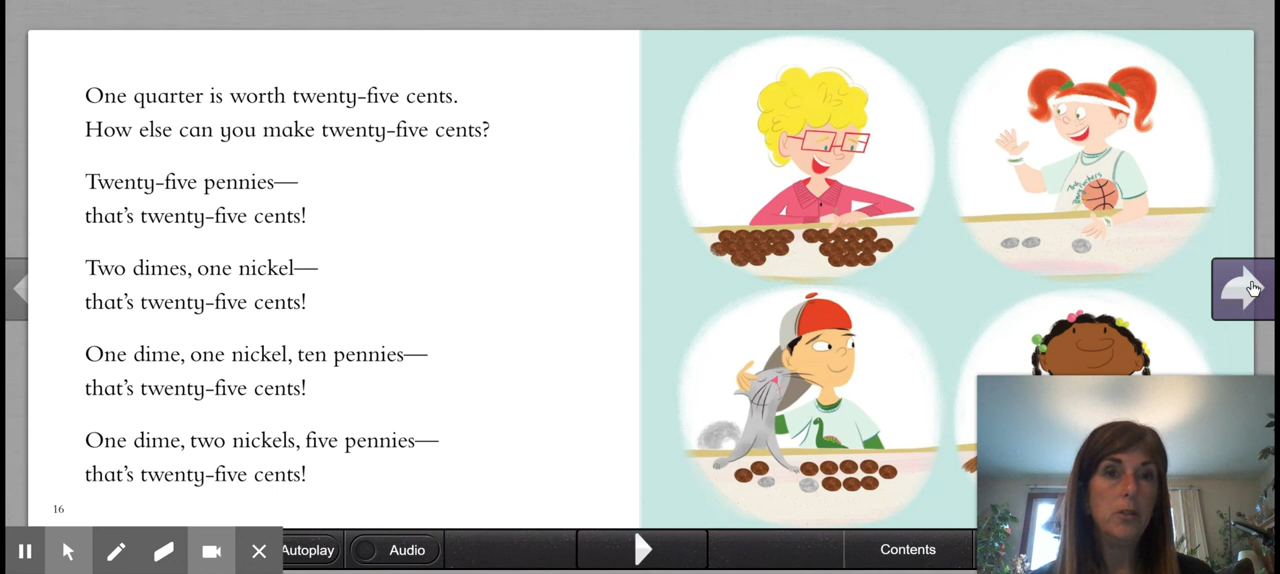 One quarter is worth twenty-five cents.
How else can you make twenty-five cents?
Twenty-five pennies—
that's twenty-five cents!
Two dimes, one nickel—
that's twenty-five cents!
One dime, one nickel, ten pennies—
that's twenty-five cents!
One dime, two nickels, five pennies—
that's twenty-five cents!
16
Autoplay
Audio
Contents